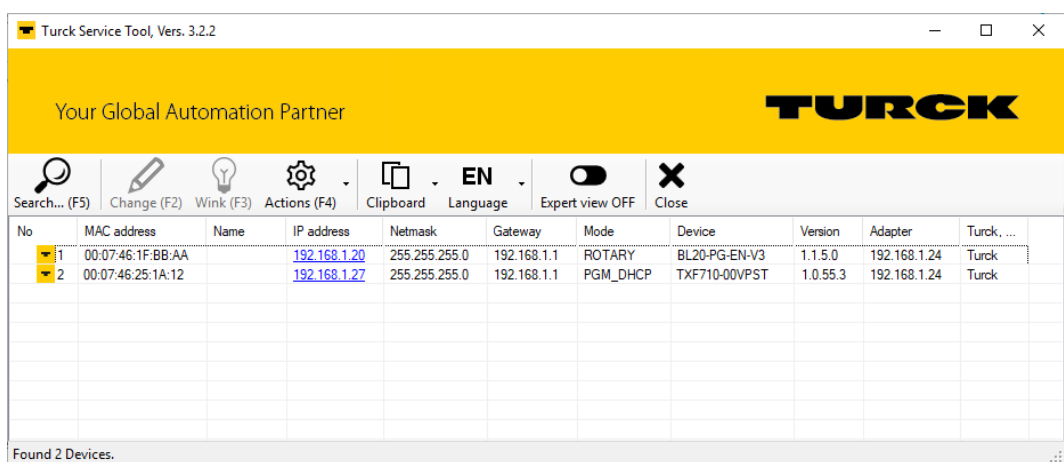 Turck Service Tool, Vers. 3.2.2
Your Global Automation Partner
TURCK
Search... (F5) Change (F2) Wink (F3) Actions (F4) Clipboard EN Language Expert view OFF Close
No MAC address Name IP address Netmask Gateway Mode Device Version Adapter Turck, ...
1 00:07:46:1F:BB:AA 192.168.1.20 255.255.255.0 192.168.1.1 ROTARY BL20-PG-EN-V3 1.1.5.0 192.168.1.24 Turck
2 00:07:46:25:1A:12 192.168.1.27 255.255.255.0 192.168.1.1 PGM_DHCP TXF710-00VPST 1.0.55.3 192.168.1.24 Turck
Found 2 Devices.